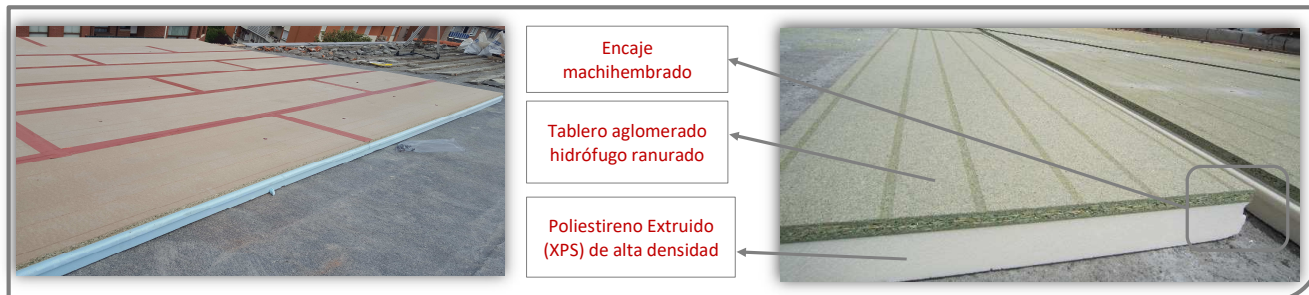 Encaje
machihembrado
Tablero aglomerado
hidrófugo ranurado
Poliestireno Extruido
(XPS) de alta densidad